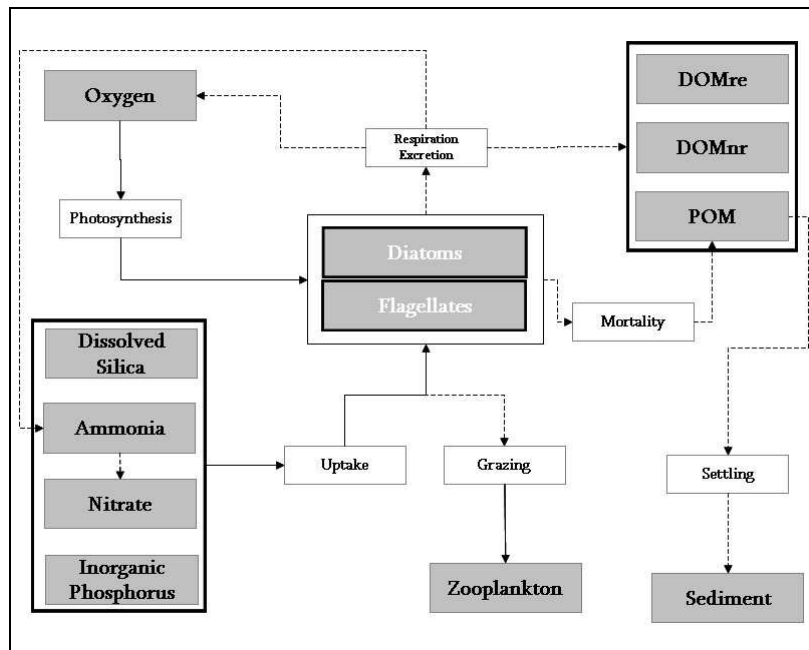 Oxygen
DOMre
Respiration
Excretion
DOMnr
Photosynthesis
POM
Diatoms
Flagellates
Mortality
Dissolved
Silica
Ammonia
Uptake
Grazing
Settling
Nitrate
Inorganic
Phosphorus
Zooplankton
Sediment